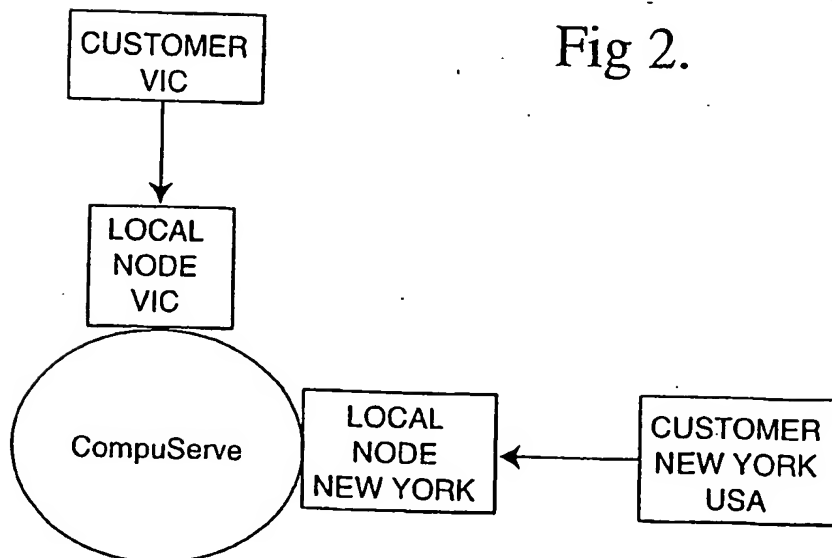 Fig 2.
CUSTOMER
VIC
LOCAL
NODE
VIC
CompuServe
LOCAL
NODE
NEW YORK
CUSTOMER
NEW YORK
USA